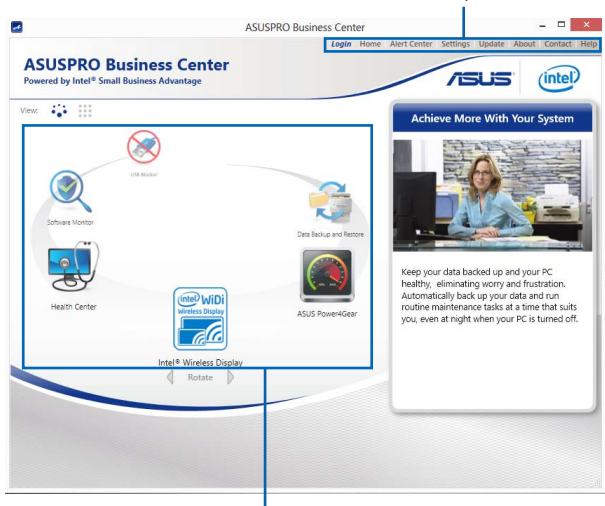 ASUSPRO Business Center
Login Home Alert Center Settings Update About Contact Help
ASUSPRO Business Center
Powered by Intel® Small Business Advantage
ASUS
intel
View:
Achieve More With Your System
USB Blocker
Software Monitor
Data Backup and Restore
Health Center
intel WiDi
Wireless Display
ASUS Power4Gear
Intel® Wireless Display
Rotate
Keep your data backed up and your PC
healthy, eliminating worry and frustration.
Automatically back up your data and run
routine maintenance tasks at a time that suits
you, even at night when your PC is turned off.